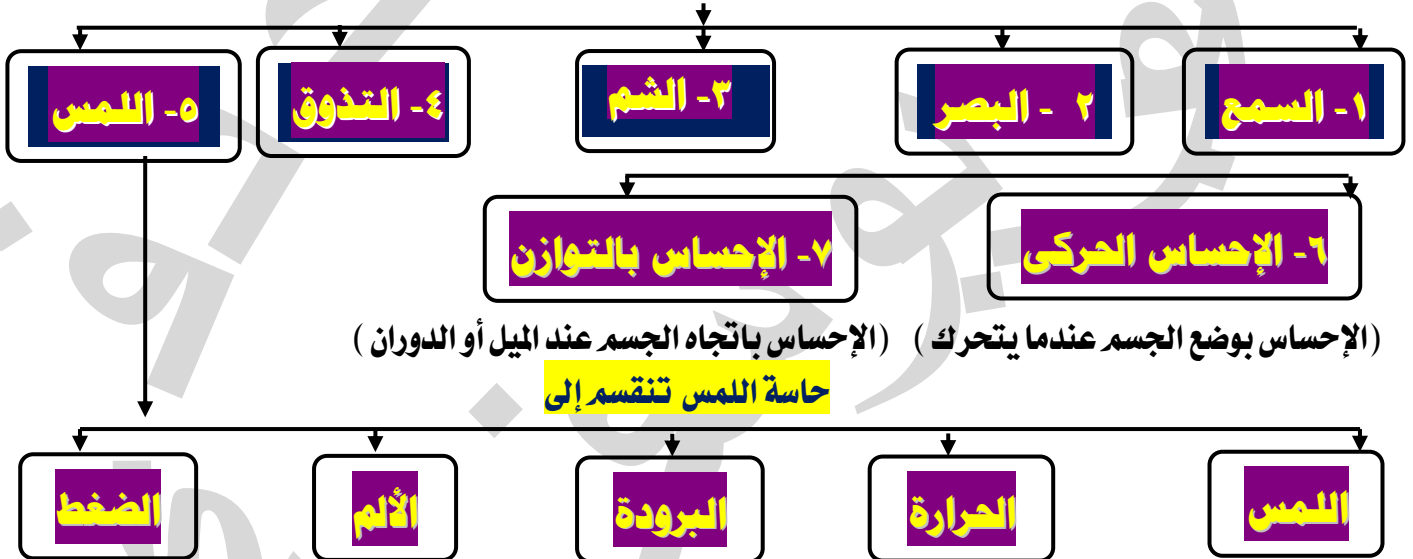 ١- السمع
٢ - البصر
٣- الشم
٤- التذوق
٥- اللمس
٦- الإحساس الحركى
٧- الإحساس بالتوازن
(الإحساس بوضع الجسم عندما يتحرك ) (الإحساس باتجاه الجسم عند الميل أو الدوران )
حاسة اللمس تنقسم إلى
اللمس
الحرارة
البرودة
الألم
الضغط